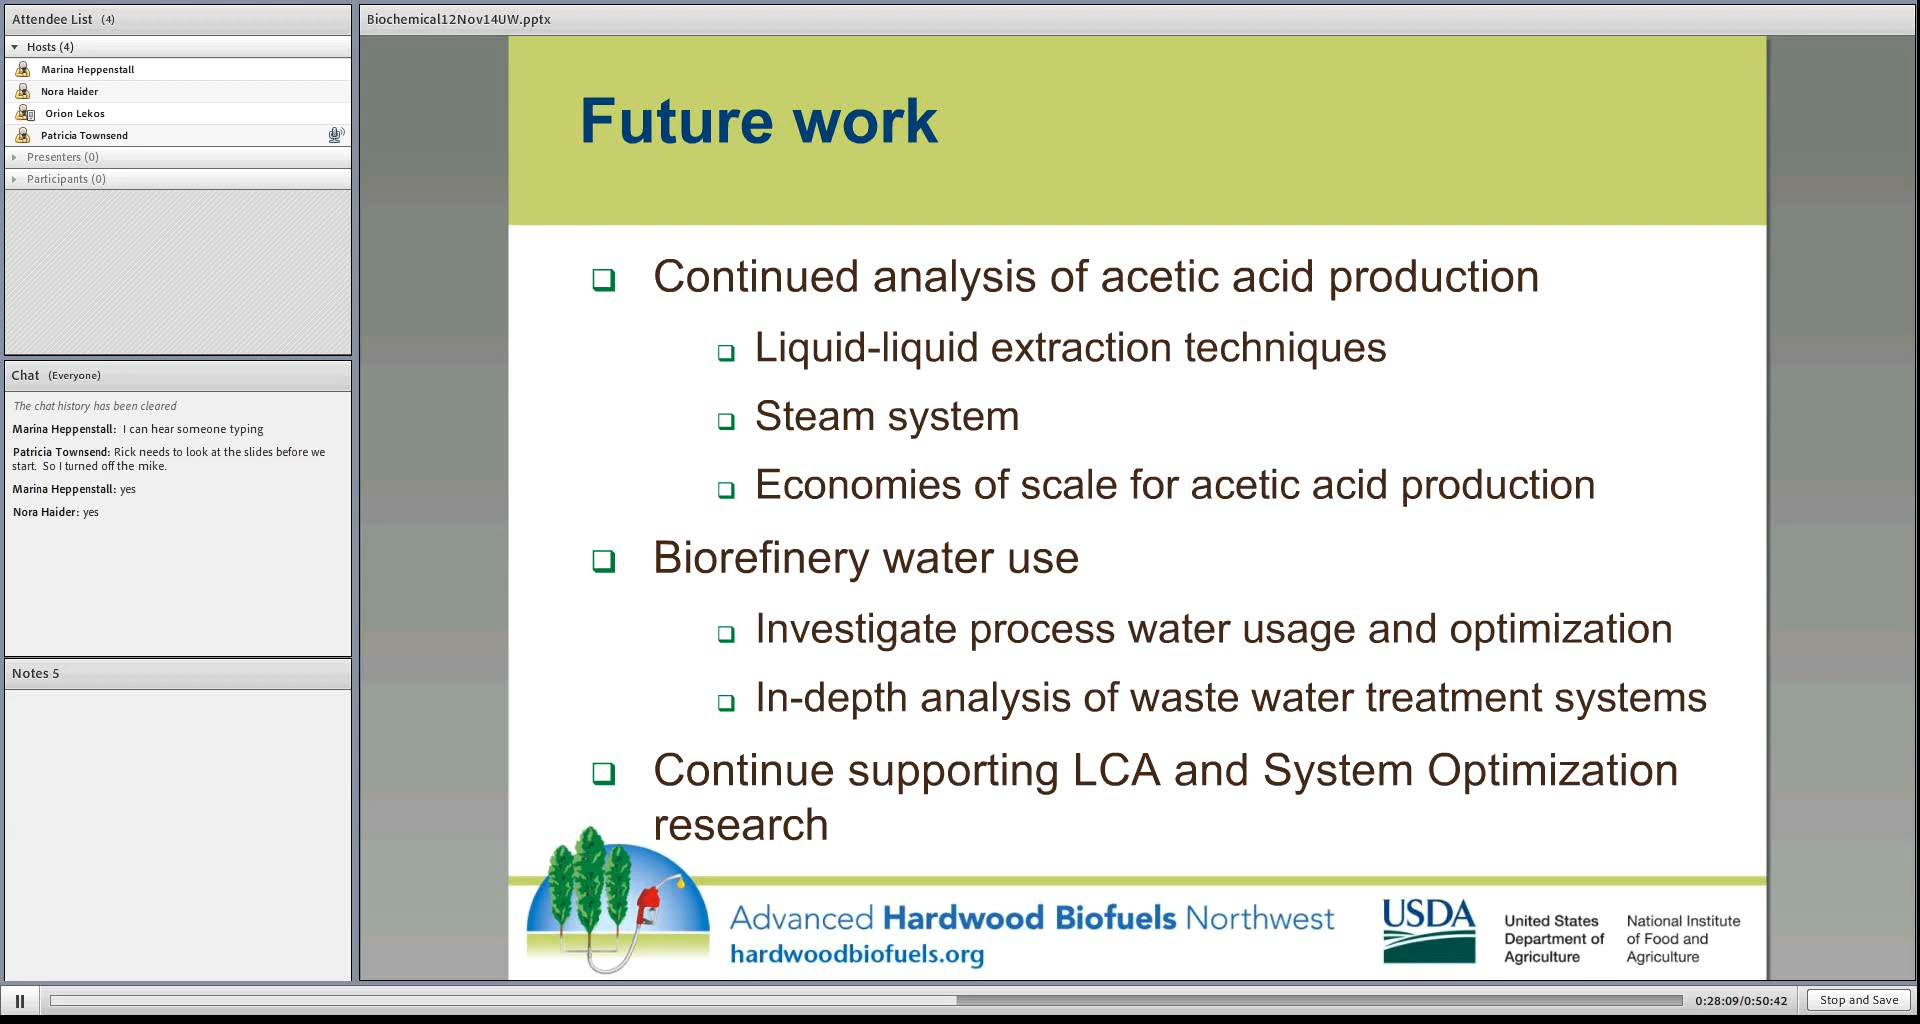 Attendee List (4)
Hosts (4)
Marina Heppenstall
Nora Haider
Orion Lekos
Patricia Townsend
Presenters (0)
Participants (0)
Chat (Everyone)
The chat history has been cleared
Marina Heppenstall: I can hear someone typing
Patricia Townsend: Rick needs to look at the slides before we
start. So I turned off the mike.
Marina Heppenstall: yes
Nora Haider: yes
Notes 5
Biochemical12Nov14UW.pptx
Future work
Continued analysis of acetic acid production
Liquid-liquid extraction techniques
Steam system
Economies of scale for acetic acid production
Biorefinery water use
Investigate process water usage and optimization
In-depth analysis of waste water treatment systems
Continue supporting LCA and System Optimization
research
Advanced Hardwood Biofuels Northwest
hardwoodbiofuels.org
USDA
United States
Department of
Agriculture
National Institute
of Food and
Agriculture
0:28:09/0:50:42
Stop and Save